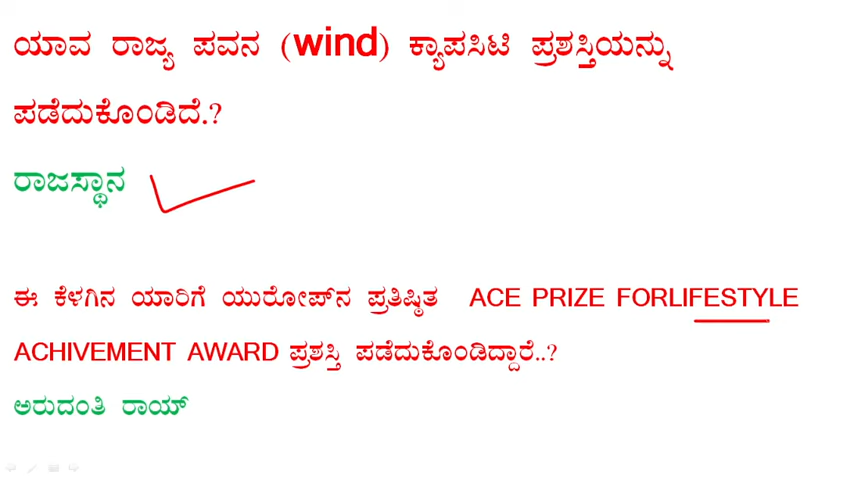 ಯಾವ ರಾಜ್ಯ ಪವನ (wind) ಕ್ಯಾಪಸಿಟಿ ಪ್ರಶಸ್ತಿಯನ್ನು
ಪಡೆದುಕೊಂಡಿದೆ.?
ರಾಜಸ್ಥಾನ
ಈ ಕೆಳಗಿನ ಯಾರಿಗೆ ಯುರೋಪ್‌ನ ಪ್ರತಿಷ್ಠಿತ ACE PRIZE FORLIFESTYLE
ACHIVEMENT AWARD ಪ್ರಶಸ್ತಿ ಪಡೆದುಕೊಂಡಿದ್ದಾರೆ..?
ಅರುದಂತಿ ರಾಯ್